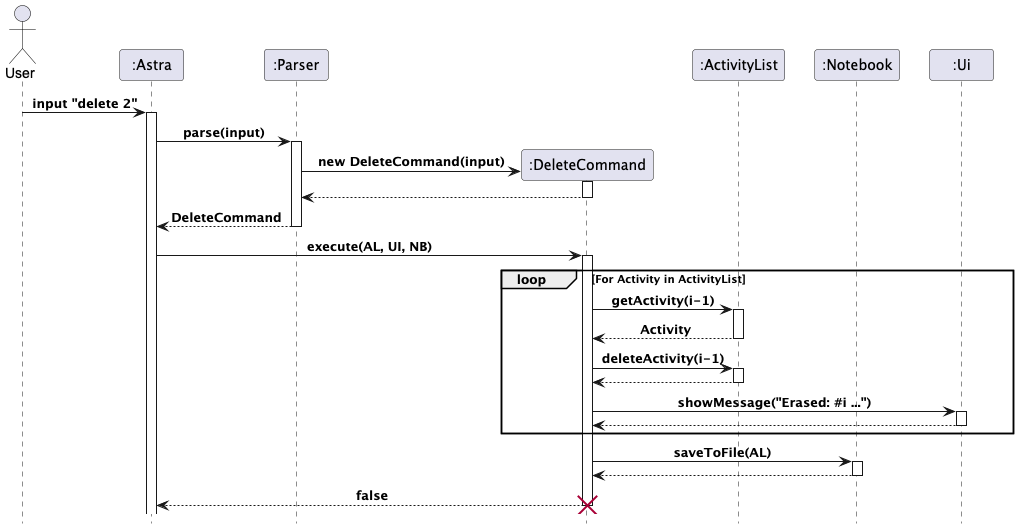 User
:Astra
:Parser
:ActivityList
:Notebook
:Ui
input "delete 2"
parse(input)
new DeleteCommand(input)
:DeleteCommand
DeleteCommand
execute(AL, UI, NB)
loop
[For Activity in ActivityList]
getActivity(i-1)
Activity
deleteActivity(i-1)
showMessage("Erased: #i ...")
saveToFile(AL)
false